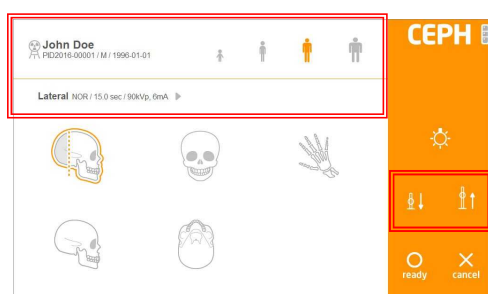 John Doe
PID2016-00001 / M / 1996-01-01
CEPH
Lateral NOR / 15.0 sec / 90kVp, 6mA
ready
cancel